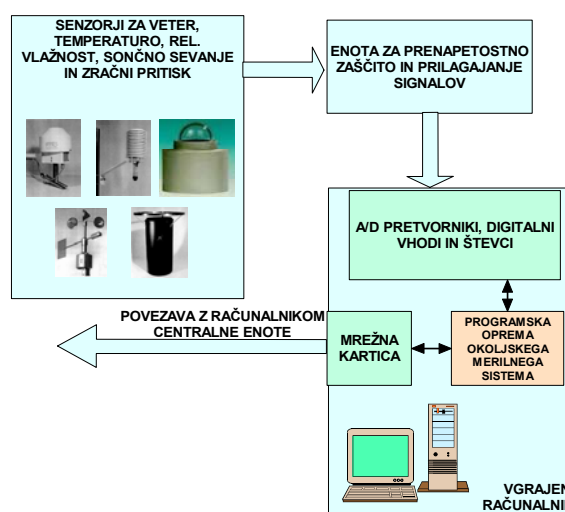 SENZORJI ZA VETER,
TEMPERATURO, REL.
VLAŽNOST, SONČNO SEVANJE
IN ZRAČNI PRITISK
ENOTA ZA PRENAPETOSTNO
ZAŠČITO IN PRILAGAJANJE
SIGNALOV
A/D PRETVORNIKI, DIGITALNI
VHODI IN ŠTEVCI
POVEZAVA Z RAČUNALNIKOM
CENTRALNE ENOTE
MREŽNA
KARTICA
PROGRAMSKA
OPREMA
OKOLJSKEGA
MERILNEGA
SISTEMA
VGRAJEN
RAČUNALNIK